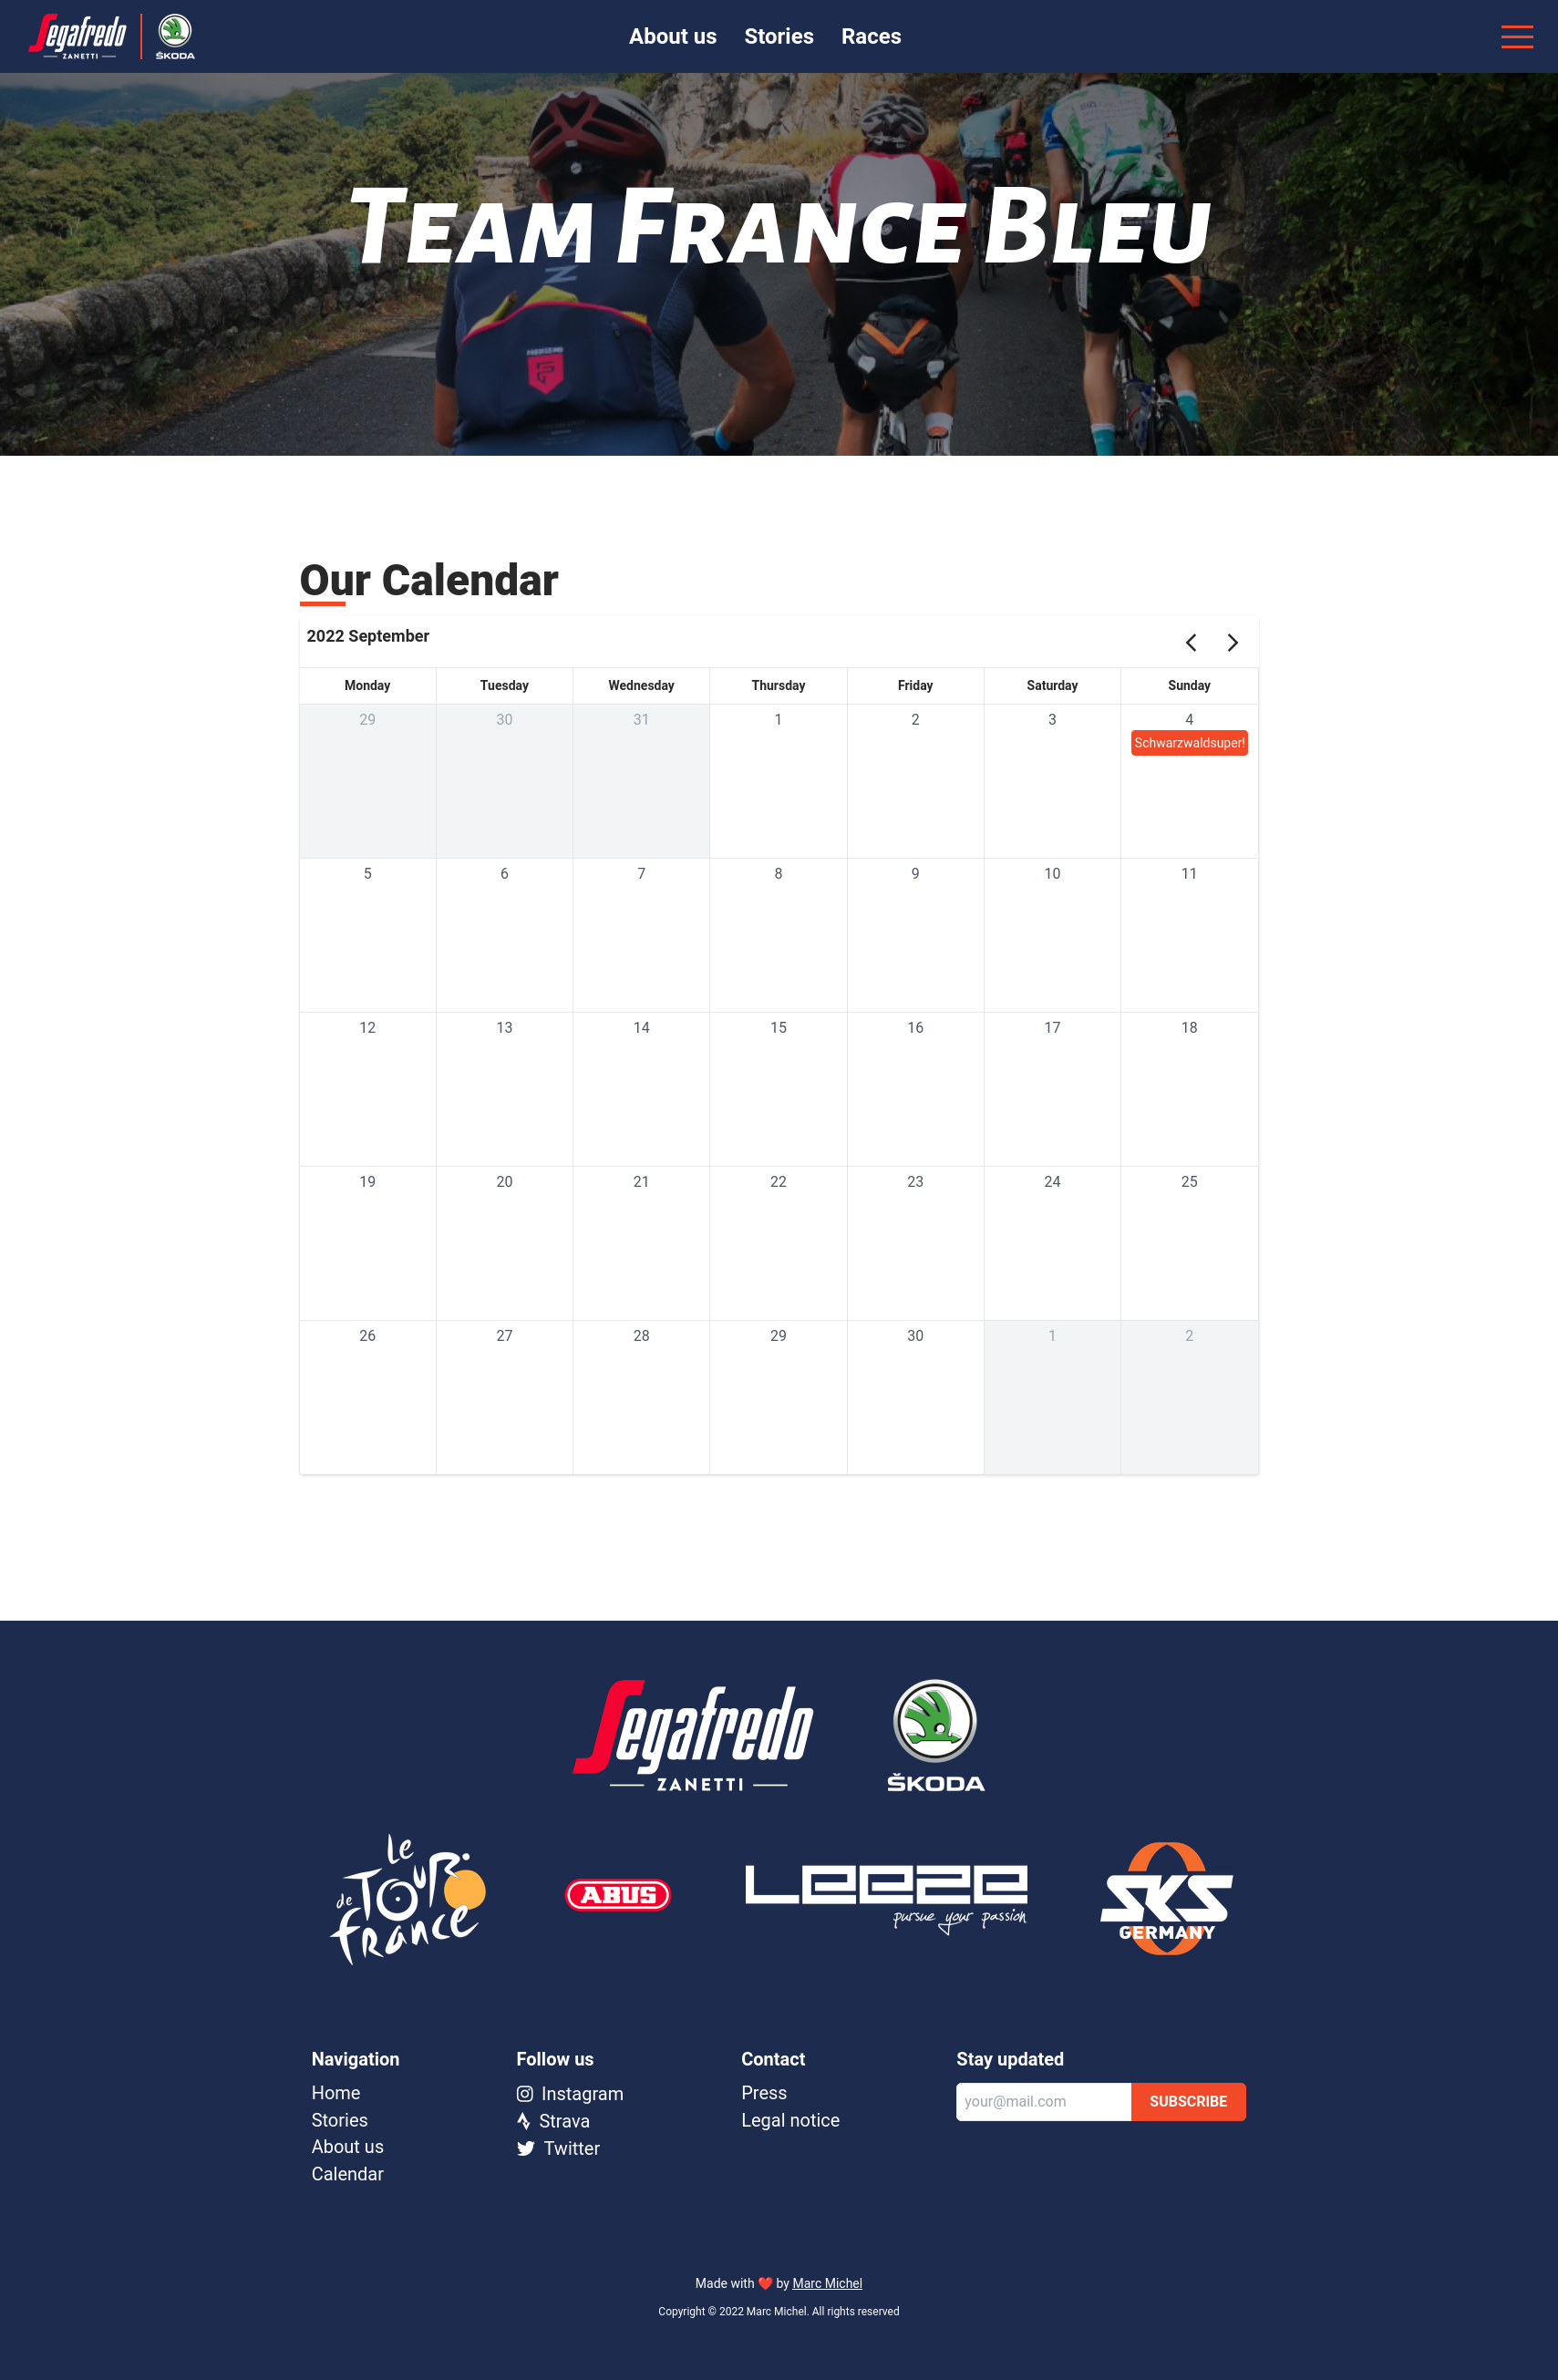 Segafredo
ZANETTI
ŠKODA
About us
Stories
Races
Team France Bleu
Our Calendar
2022 September
Monday Tuesday Wednesday Thursday Friday Saturday Sunday
29 30 31 1 2 3 4
Schwarzwaldsuper!
5 6 7 8 9 10 11
12 13 14 15 16 17 18
19 20 21 22 23 24 25
26 27 28 29 30 1 2
Segafredo
ZANETTI
ŠKODA
le
TOUR
de
france
ABUS
Leeze
pursue your passion
SKS
GERMANY
Navigation
Home
Stories
About us
Calendar
Follow us
Instagram
Strava
Twitter
Contact
Press
Legal notice
Stay updated
your@mail.com SUBSCRIBE
Made with ❤️ by Marc Michel
Copyright © 2022 Marc Michel. All rights reserved